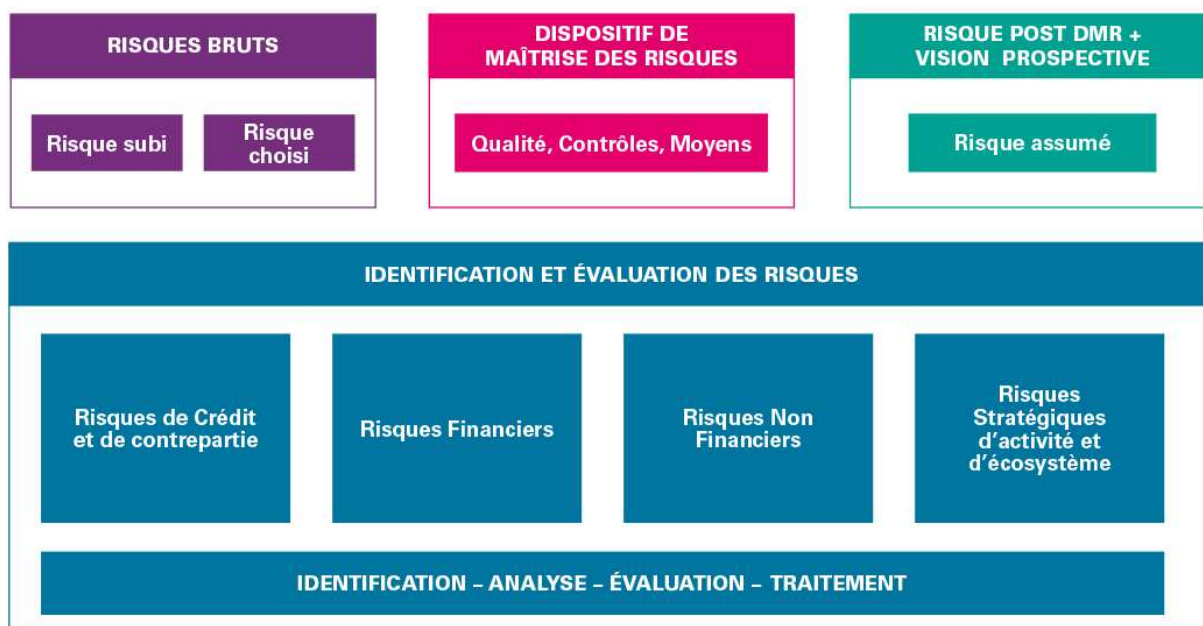 RISQUES BRUTS
Risque subi
Risque
choisi
DISPOSITIF DE
MAÎTRISE DES RISQUES
Qualité, Contrôles, Moyens
RISQUE POST DMR +
VISION PROSPECTIVE
Risque assumé
IDENTIFICATION ET ÉVALUATION DES RISQUES
Risques de Crédit
et de contrepartie
Risques Financiers
Risques Non
Financiers
Risques
Stratégiques
d'activité et
d'écosystème
IDENTIFICATION – ANALYSE – ÉVALUATION – TRAITEMENT